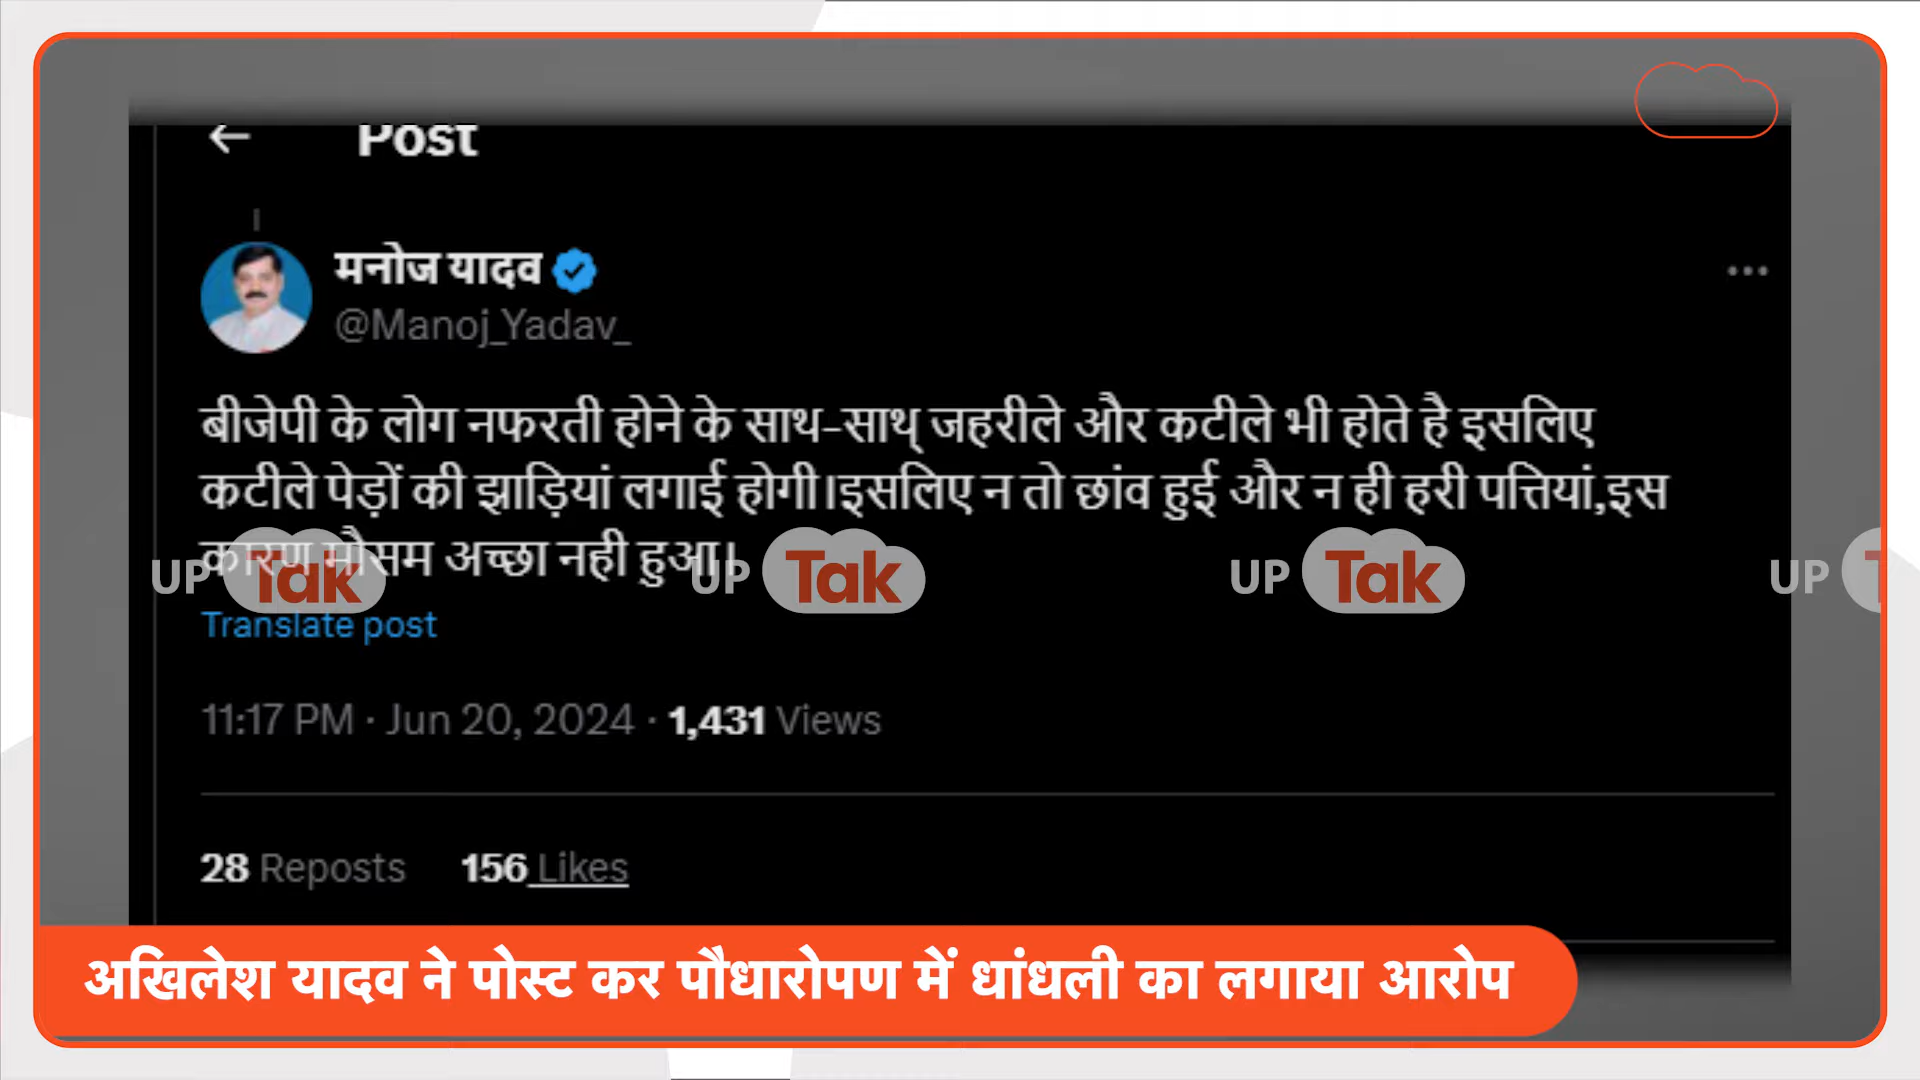 Post
मनोज यादव
@Manoj_Yadav_
बीजेपी के लोग नफरती होने के साथ-साथ् जहरीले और कटीले भी होते है इसलिए
कटीले पेड़ों की झाड़ियां लगाई होगी।इसलिए न तो छांव हुई और न ही हरी पत्तियां,इस
कारण मौसम अच्छा नही हुआ।
UP Tak UP Tak UP Tak UP T
Translate post
11:17 PM · Jun 20, 2024 · 1,431 Views
28 Reposts 156 Likes
अखिलेश यादव ने पोस्ट कर पौधारोपण में धांधली का लगाया आरोप